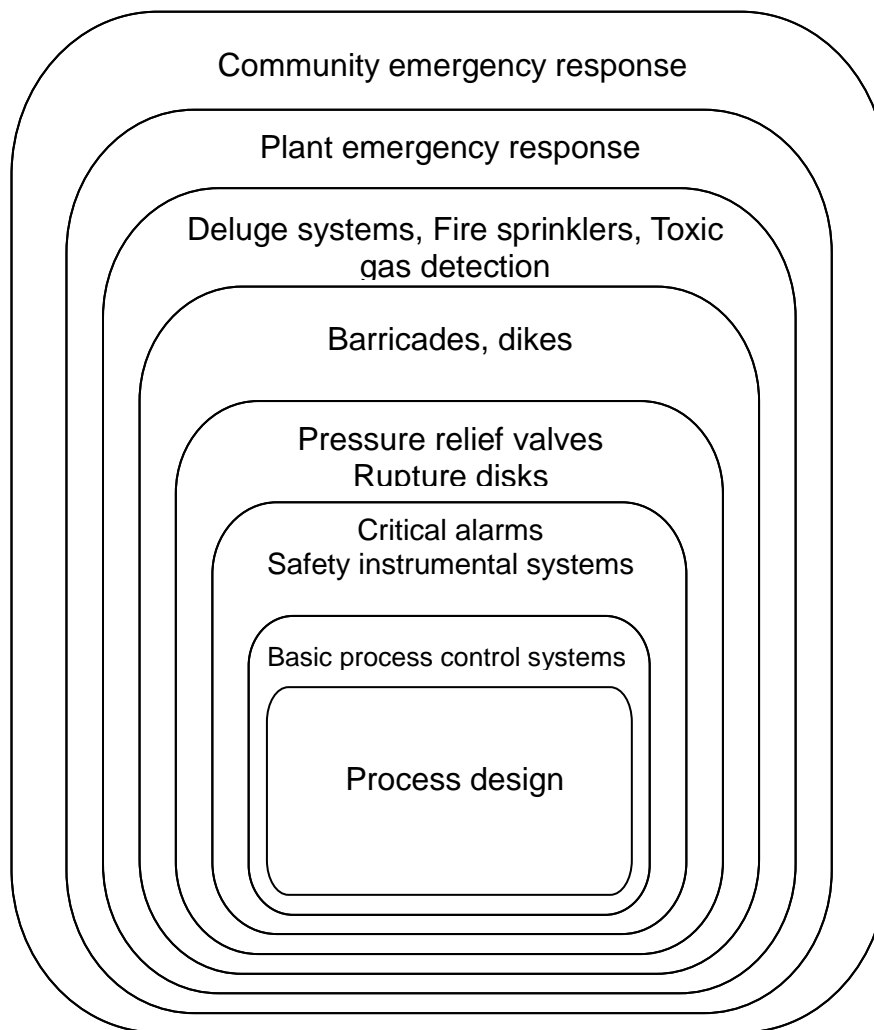 Community emergency response
Plant emergency response
Deluge systems, Fire sprinklers, Toxic
gas detection
Barricades, dikes
Pressure relief valves
Rupture disks
Critical alarms
Safety instrumental systems
Basic process control systems
Process design